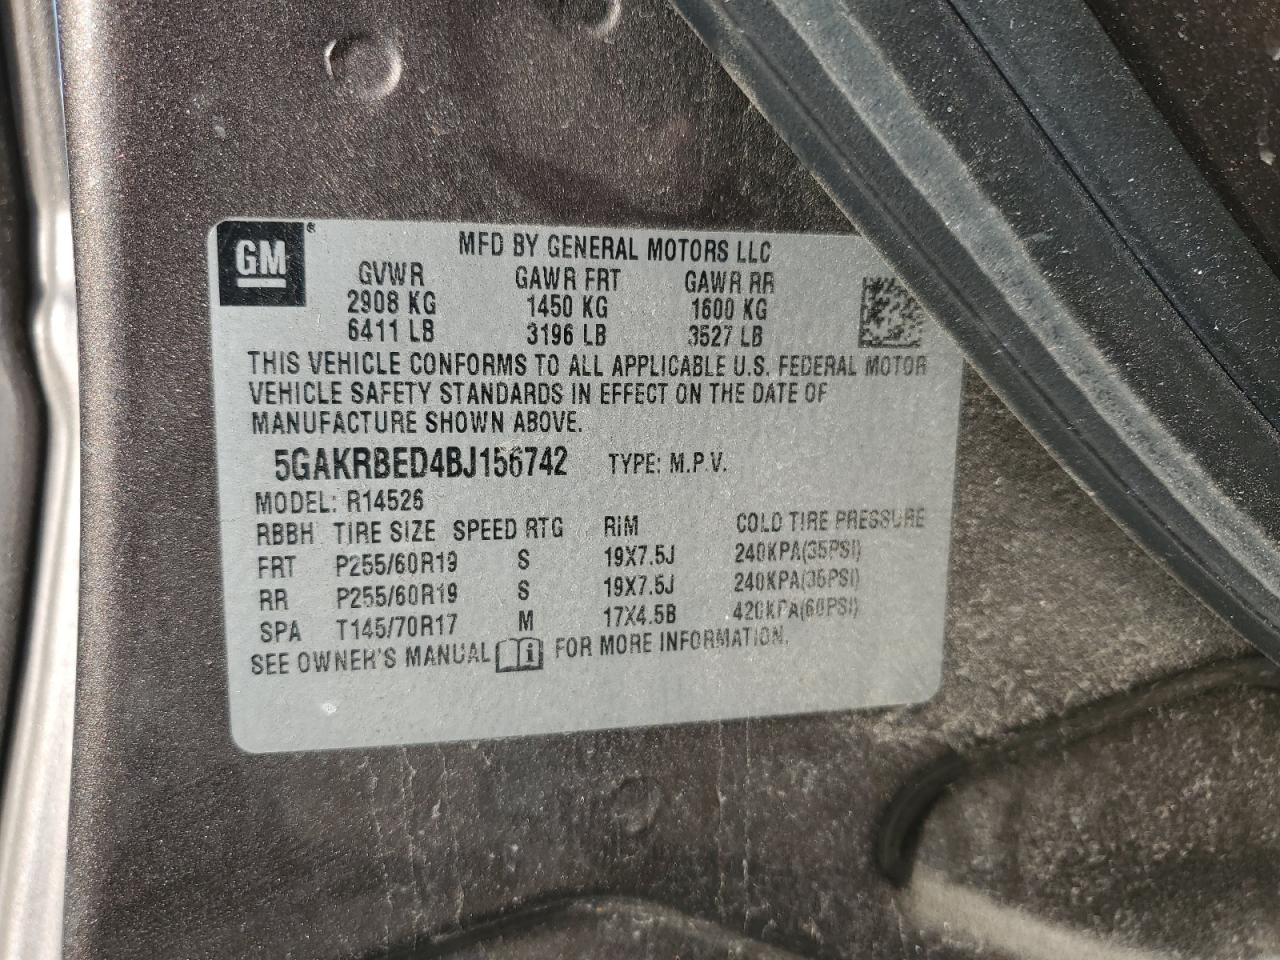 GM ®
MFD BY GENERAL MOTORS LLC
GVWR GAWR FRT GAWR RR
2908 KG 1450 KG 1600 KG
6411 LB 3196 LB 3527 LB
THIS VEHICLE CONFORMS TO ALL APPLICABLE U.S. FEDERAL MOTOR
VEHICLE SAFETY STANDARDS IN EFFECT ON THE DATE OF
MANUFACTURE SHOWN ABOVE.
5GAKRBED4BJ156742 TYPE: M.P.V.
MODEL: R14526
RBBH TIRE SIZE SPEED RTG RIM COLD TIRE PRESSURE
FRT P255/60R19 S 19X7.5J 240KPA(35PSI)
RR P255/60R19 S 19X7.5J 240KPA(35PSI)
SPA T145/70R17 M 17X4.5B 420KPA(60PSI)
SEE OWNER'S MANUAL i FOR MORE INFORMATION.